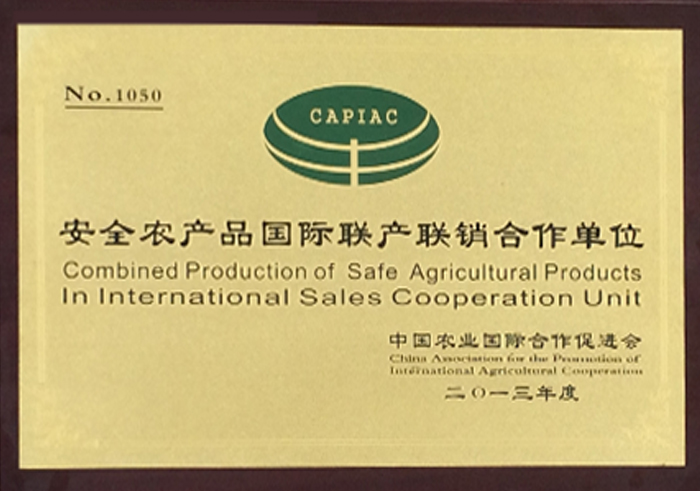 No.1050
CAPIAC
安全农产品国际联产联销合作单位
Combined Production of Safe Agricultural Products
In International Sales Cooperation Unit
中国农业国际合作促进会
China Association for the Promotion of
International Agricultural Cooperation
二〇一三年度